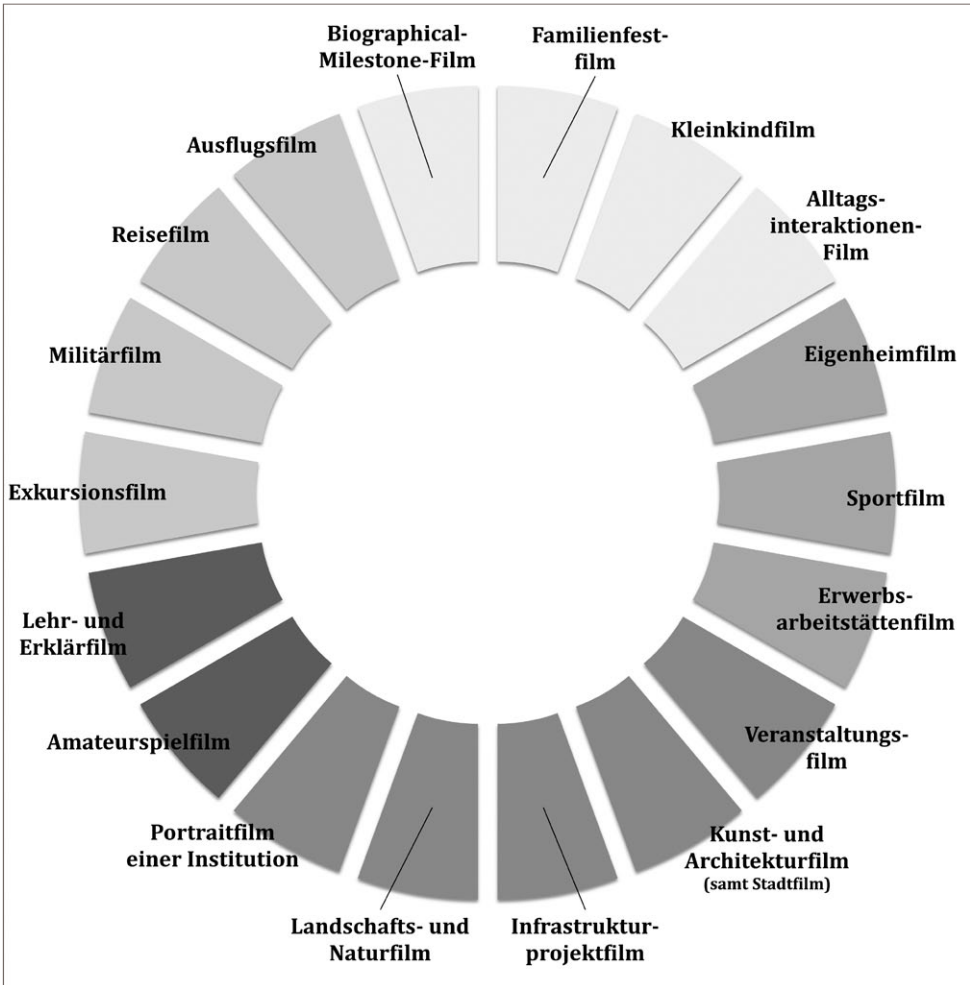 Biographical-
Milestone-Film
Familienfest-
film
Kleinkindfilm
Alltags-
interaktionen-
Film
Eigenheimfilm
Sportfilm
Erwerbs-
arbeitstättenfilm
Veranstaltungs-
film
Kunst- und
Architekturfilm
(samt Stadtfilm)
Infrastruktur-
projektfilm
Landschafts- und
Naturfilm
Portraitfilm
einer Institution
Amateurspielfilm
Lehr- und
Erklärfilm
Exkursionsfilm
Militärfilm
Reisefilm
Ausflugsfilm